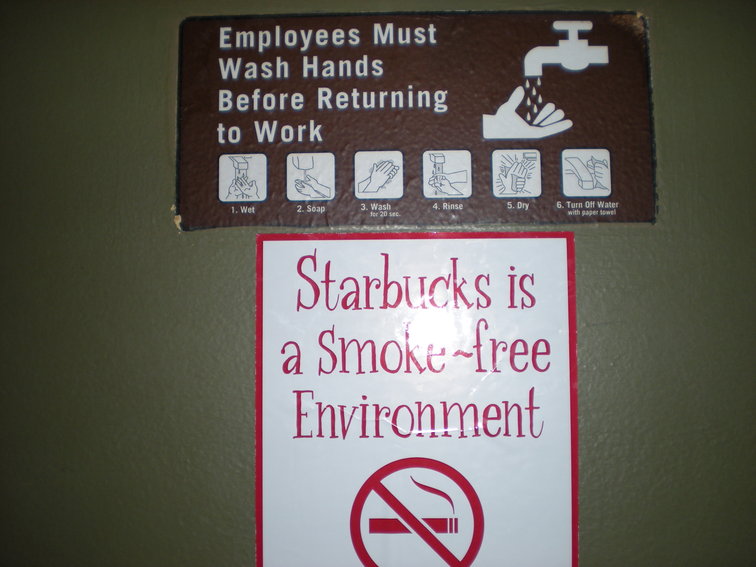 Employees Must
Wash Hands
Before Returning
to Work
1. Wet
2. Soap
3. Wash
for 20 sec.
4. Rinse
5. Dry
6. Turn Off Water
with paper towel
Starbucks is
a Smoke~free
Environment